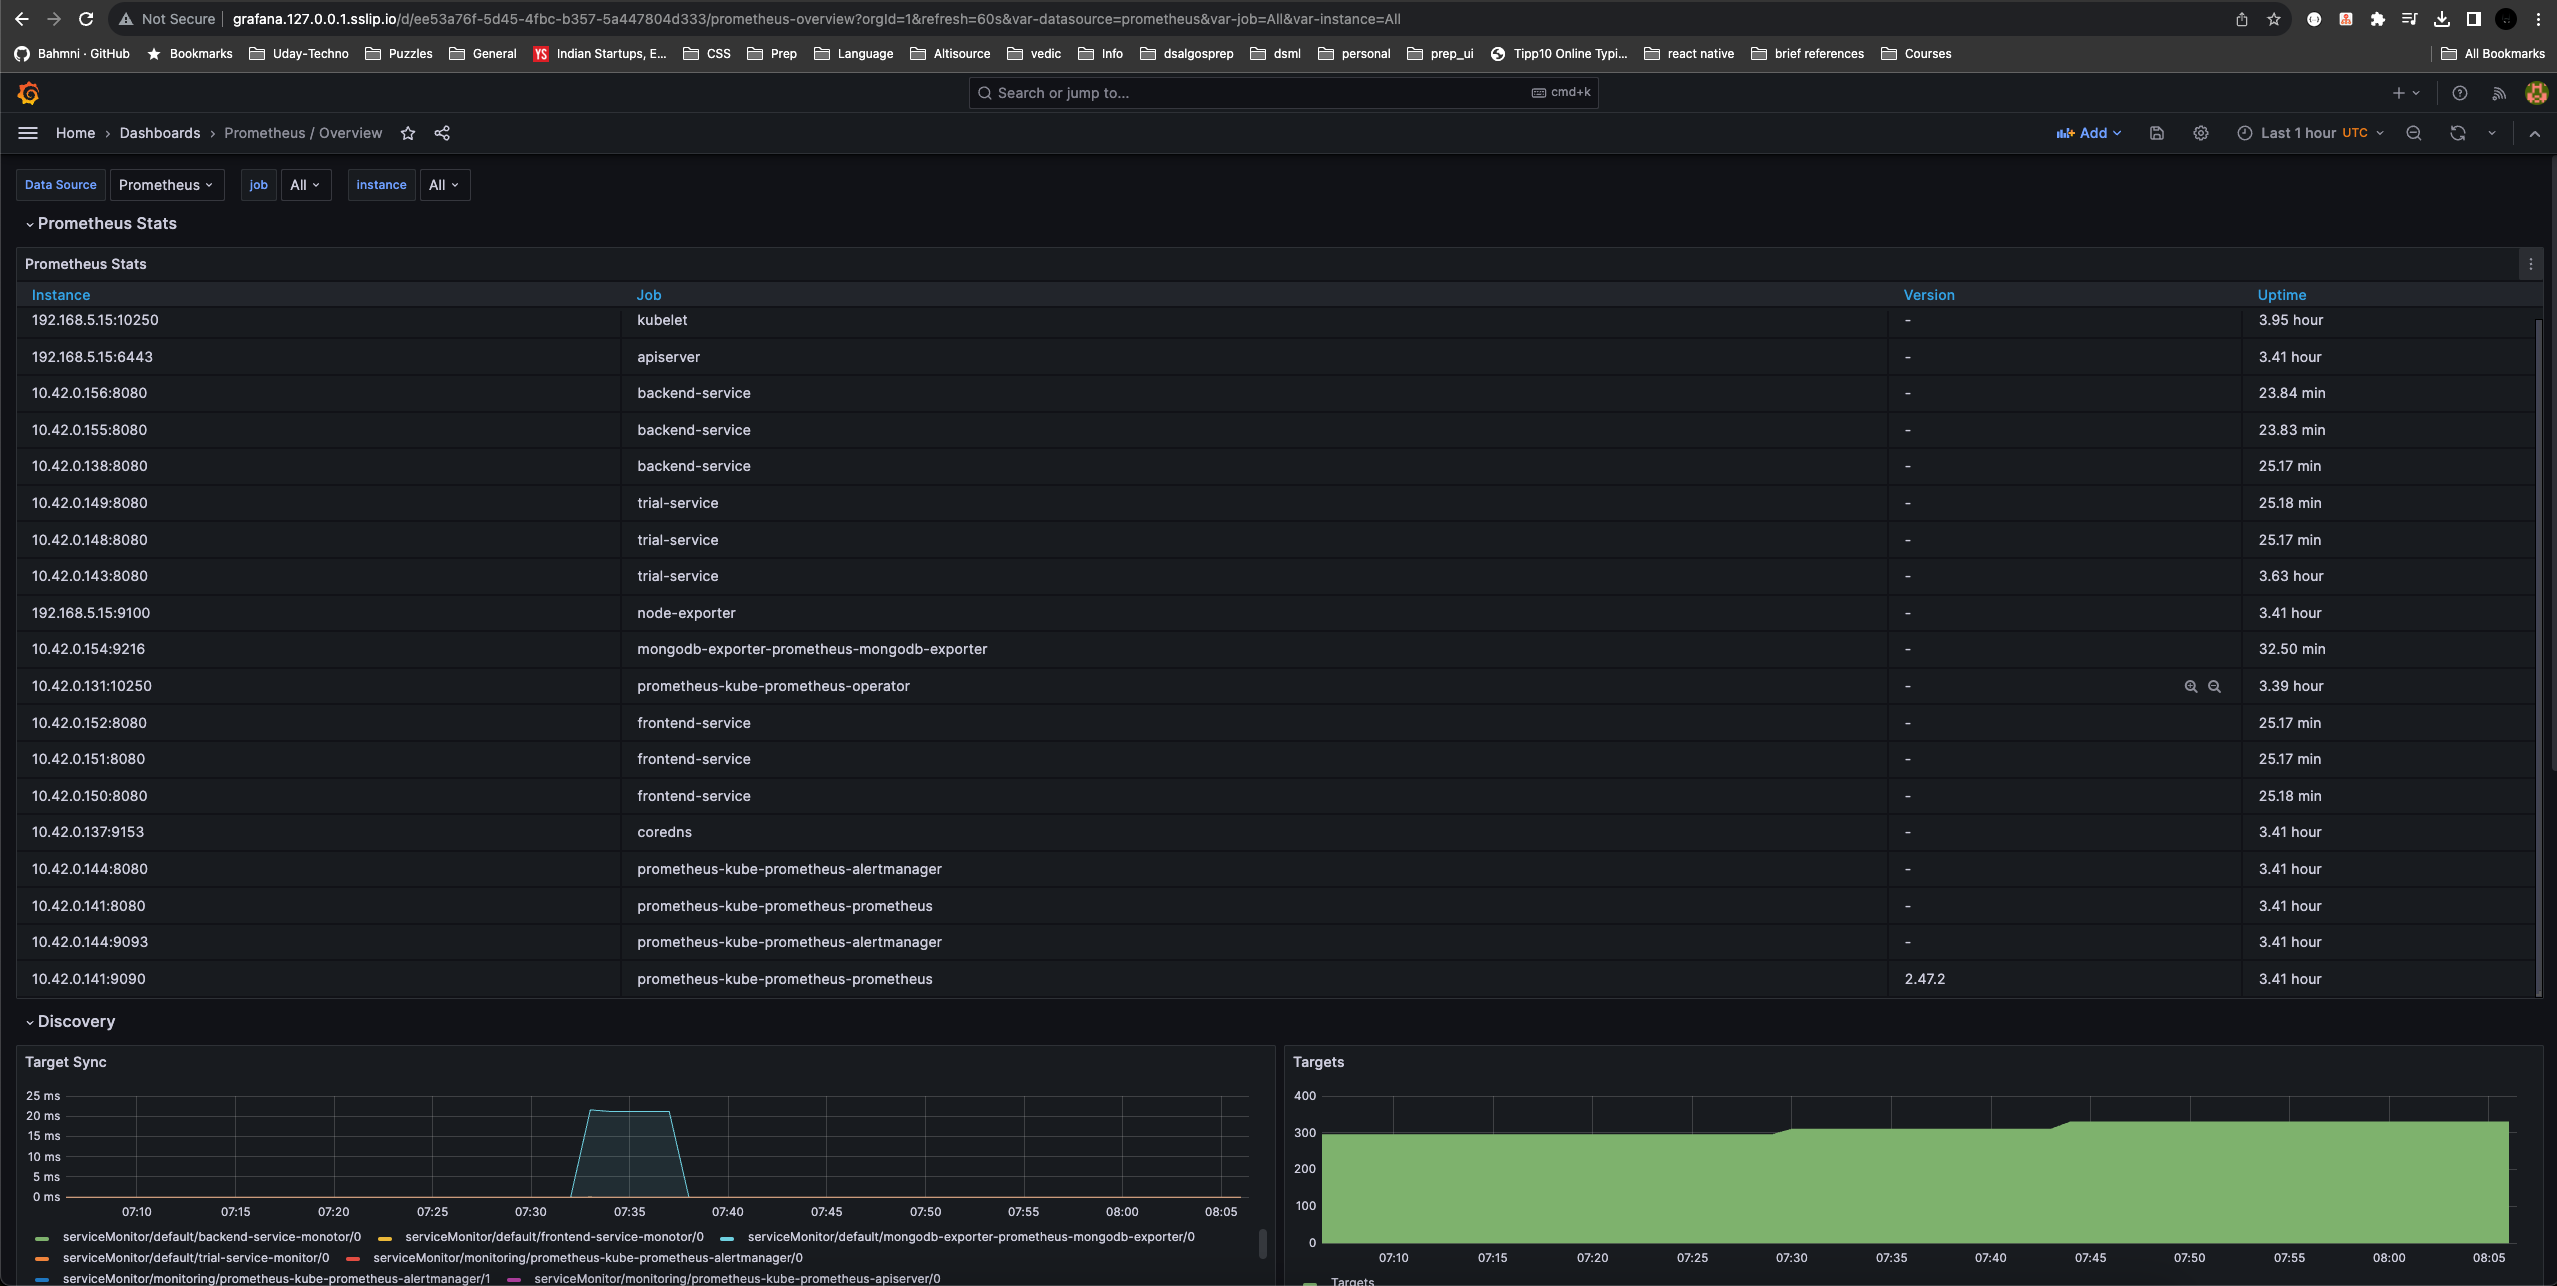 Not Secure grafana.127.0.0.1.sslip.io/d/ee53a76f-5d45-4fbc-b357-5a447804d333/prometheus-overview?orgId=1&refresh=60s&var-datasource=prometheus&var-job=All&var-instance=All
Bahmni · GitHub Bookmarks Uday-Techno Puzzles General YS Indian Startups, E... CSS Prep Language Altisource vedic Info dsalgosprep dsml personal prep_ui Tipp10 Online Typi... react native brief references Courses All Bookmarks
Search or jump to... cmd+k
Home › Dashboards › Prometheus / Overview Add Last 1 hour UTC
Data Source Prometheus job All instance All
Prometheus Stats
Prometheus Stats
Instance Job Version Uptime
192.168.5.15:10250 kubelet - 3.95 hour
192.168.5.15:6443 apiserver - 3.41 hour
10.42.0.156:8080 backend-service - 23.84 min
10.42.0.155:8080 backend-service - 23.83 min
10.42.0.138:8080 backend-service - 25.17 min
10.42.0.149:8080 trial-service - 25.18 min
10.42.0.148:8080 trial-service - 25.17 min
10.42.0.143:8080 trial-service - 3.63 hour
192.168.5.15:9100 node-exporter - 3.41 hour
10.42.0.154:9216 mongodb-exporter-prometheus-mongodb-exporter - 32.50 min
10.42.0.131:10250 prometheus-kube-prometheus-operator - 3.39 hour
10.42.0.152:8080 frontend-service - 25.17 min
10.42.0.151:8080 frontend-service - 25.17 min
10.42.0.150:8080 frontend-service - 25.18 min
10.42.0.137:9153 coredns - 3.41 hour
10.42.0.144:8080 prometheus-kube-prometheus-alertmanager - 3.41 hour
10.42.0.141:8080 prometheus-kube-prometheus-prometheus - 3.41 hour
10.42.0.144:9093 prometheus-kube-prometheus-alertmanager - 3.41 hour
10.42.0.141:9090 prometheus-kube-prometheus-prometheus 2.47.2 3.41 hour
Discovery
Target Sync
25 ms
20 ms
15 ms
10 ms
5 ms
0 ms
07:10 07:15 07:20 07:25 07:30 07:35 07:40 07:45 07:50 07:55 08:00 08:05
serviceMonitor/default/backend-service-monotor/0 serviceMonitor/default/frontend-service-monotor/0 serviceMonitor/default/mongodb-exporter-prometheus-mongodb-exporter/0
serviceMonitor/default/trial-service-monitor/0 serviceMonitor/monitoring/prometheus-kube-prometheus-alertmanager/0
serviceMonitor/monitoring/prometheus-kube-prometheus-alertmanager/1 serviceMonitor/monitoring/prometheus-kube-prometheus-apiserver/0
Targets
400
300
200
100
0
07:10 07:15 07:20 07:25 07:30 07:35 07:40 07:45 07:50 07:55 08:00 08:05
Targets